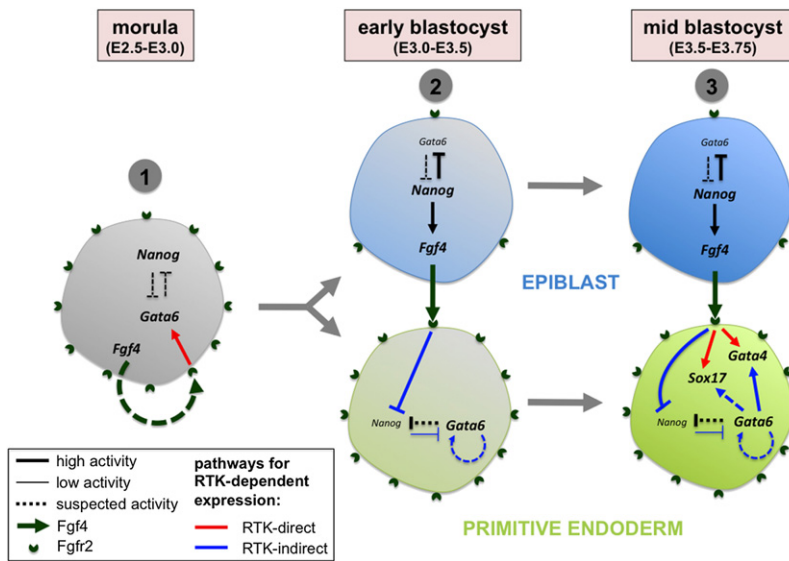 morula
(E2.5-E3.0)
early blastocyst
(E3.0-E3.5)
mid blastocyst
(E3.5-E3.75)
1
2
3
Nanog
Gata6
Fgf4
Gata6
Nanog
Fgf4
Gata6
Nanog
Fgf4
EPIBLAST
Nanog
Gata6
Gata4
Sox17
Nanog
Gata6
PRIMITIVE ENDODERM
high activity
low activity
suspected activity
Fgf4
Fgfr2
pathways for
RTK-dependent
expression:
RTK-direct
RTK-indirect